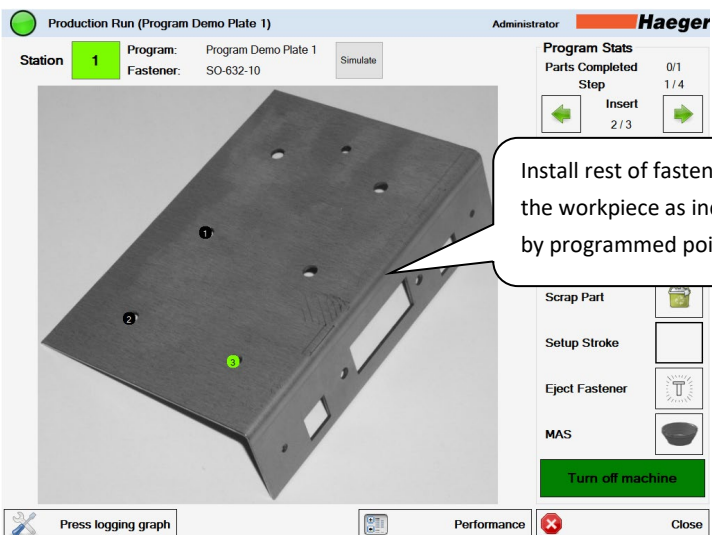 Production Run (Program Demo Plate 1)
Administrator
Haeger
Station
1
Program: Program Demo Plate 1
Fastener: SO-632-10
Simulate
Program Stats
Parts Completed 0/1
Step 1 / 4
Insert
2 / 3
Install rest of
the workpiece as
by programmed
1
2
3
Scrap Part
Setup Stroke
Eject Fastener
T
MAS
Turn off machine
Press logging graph
Performance
Close